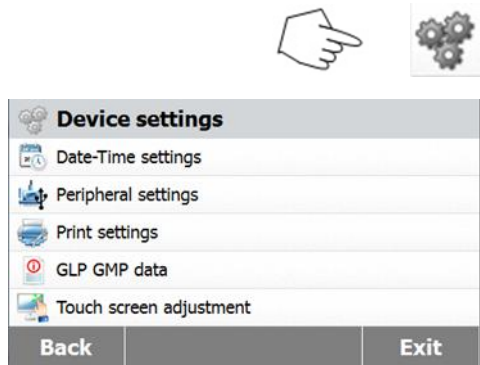 Device settings
Date-Time settings
Peripheral settings
Print settings
GLP GMP data
Touch screen adjustment
Back Exit